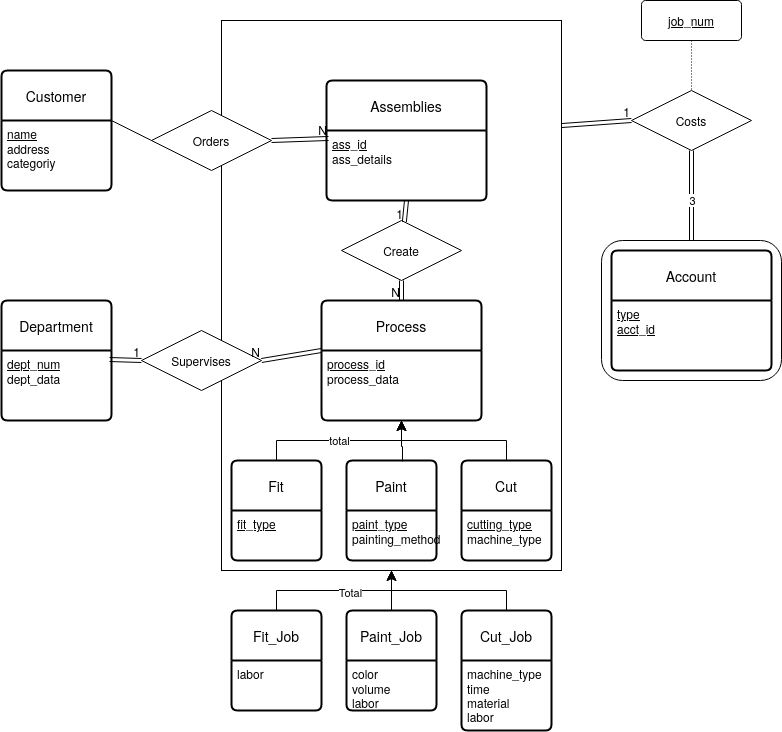 job_num
Customer
name
address
categoriy
Orders
N
Assemblies
ass_id
ass_details
1
Costs
3
1
Create
N
Account
type
acct_id
Department
dept_num
dept_data
1
Supervises
N
Process
process_id
process_data
total
Fit
fit_type
Paint
paint_type
painting_method
Cut
cutting_type
machine_type
Total
Fit_Job
labor
Paint_Job
color
volume
labor
Cut_Job
machine_type
time
material
labor